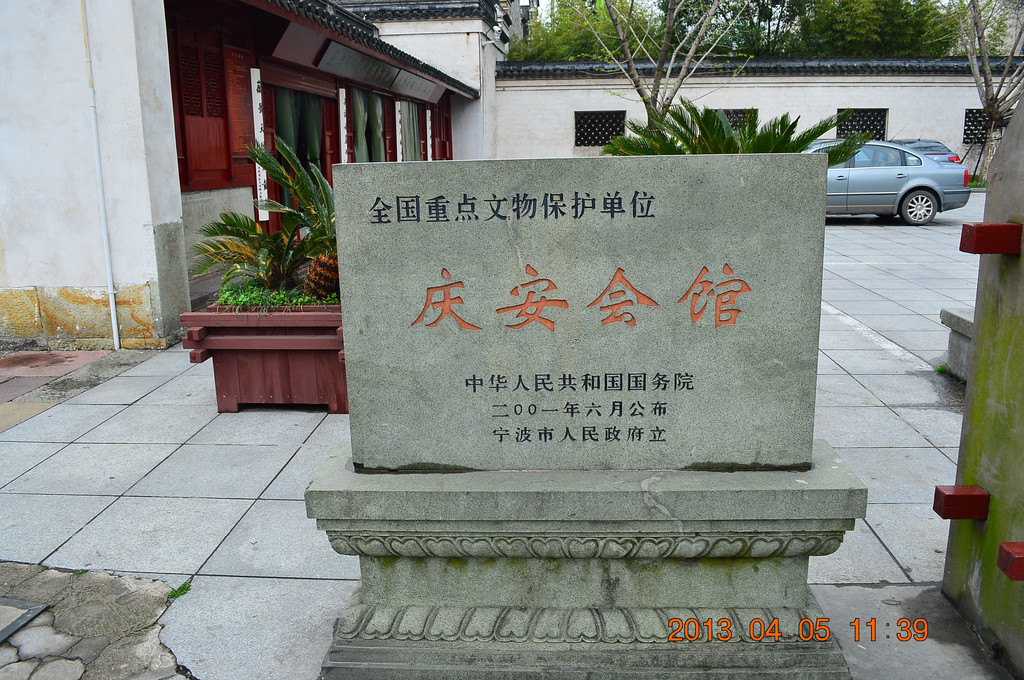 全国重点文物保护单位
庆安会馆
中华人民共和国国务院
二〇〇一年六月公布
宁波市人民政府立
2013 04 05 11:39